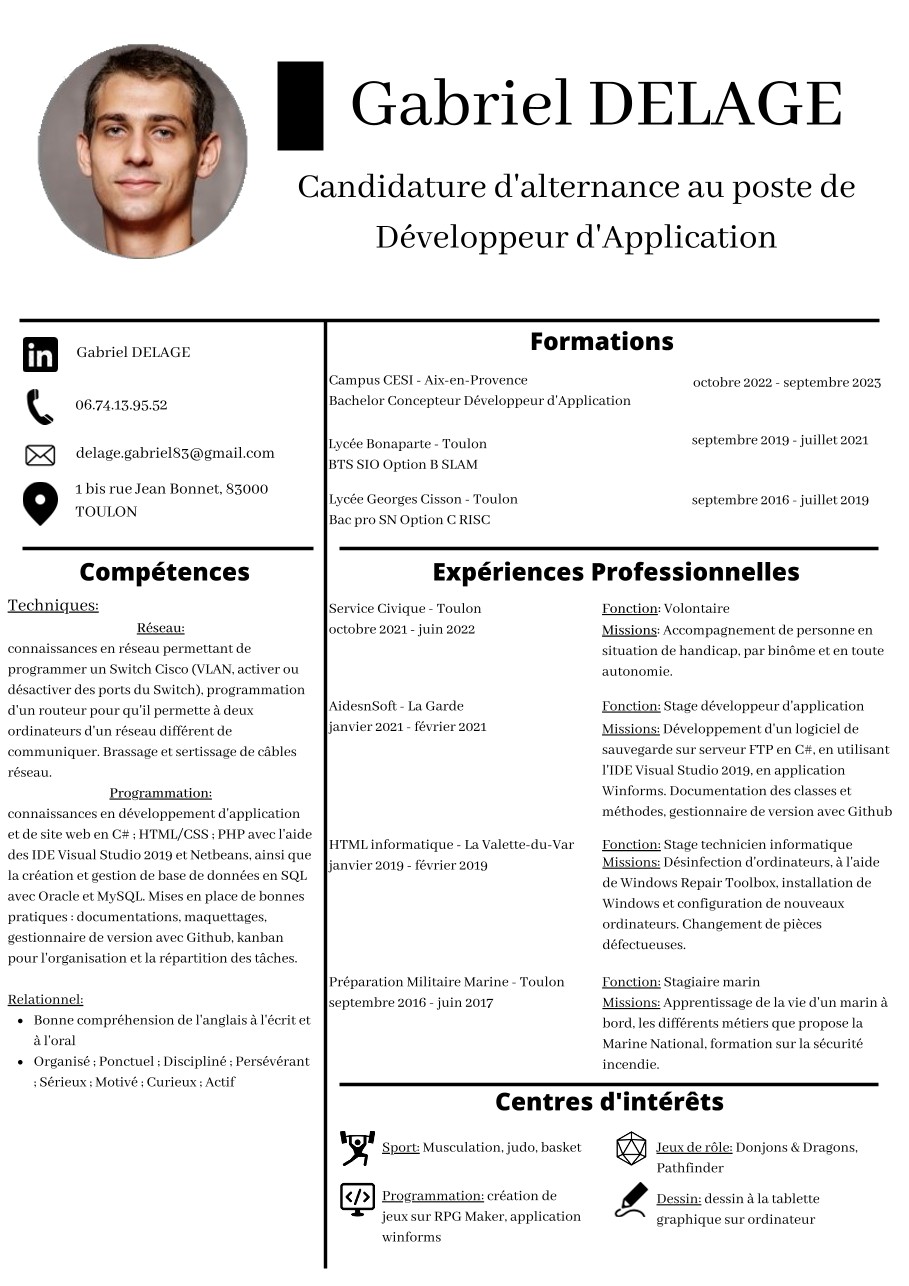 Gabriel DELAGE
Candidature d'alternance au poste de
Développeur d'Application
in
Gabriel DELAGE
06.74.13.95.52
delage.gabriel83@gmail.com
1 bis rue Jean Bonnet, 83000
TOULON
Compétences
Techniques:
Réseau:
connaissances en réseau permettant de
programmer un Switch Cisco (VLAN, activer ou
désactiver des ports du Switch), programmation
d'un routeur pour qu'il permette à deux
ordinateurs d'un réseau différent de
communiquer. Brassage et sertissage de câbles
réseau.
Programmation:
connaissances en développement d'application
et de site web en C# ; HTML/CSS ; PHP avec l'aide
des IDE Visual Studio 2019 et Netbeans, ainsi que
la création et gestion de base de données en SQL
avec Oracle et MySQL. Mises en place de bonnes
pratiques : documentations, maquettages,
gestionnaire de version avec Github, kanban
pour l'organisation et la répartition des tâches.
Relationnel:
• Bonne compréhension de l'anglais à l'écrit et
à l'oral
• Organisé ; Ponctuel ; Discipliné ; Persévérant
; Sérieux ; Motivé ; Curieux ; Actif
Formations
Campus CESI - Aix-en-Provence
octobre 2022 - septembre 2023
Bachelor Concepteur Développeur d'Application
Lycée Bonaparte - Toulon
septembre 2019 - juillet 2021
BTS SIO Option B SLAM
Lycée Georges Cisson - Toulon
septembre 2016 - juillet 2019
Bac pro SN Option C RISC
Expériences Professionnelles
Service Civique - Toulon
octobre 2021 - juin 2022
Fonction: Volontaire
Missions: Accompagnement de personne en
situation de handicap, par binôme et en toute
autonomie.
AidesnSoft - La Garde
janvier 2021 - février 2021
Fonction: Stage développeur d'application
Missions: Développement d'un logiciel de
sauvegarde sur serveur FTP en C#, en utilisant
l'IDE Visual Studio 2019, en application
Winforms. Documentation des classes et
méthodes, gestionnaire de version avec Github
HTML informatique - La Valette-du-Var
janvier 2019 - février 2019
Fonction: Stage technicien informatique
Missions: Désinfection d'ordinateurs, à l'aide
de Windows Repair Toolbox, installation de
Windows et configuration de nouveaux
ordinateurs. Changement de pièces
défectueuses.
Préparation Militaire Marine - Toulon
septembre 2016 - juin 2017
Fonction: Stagiaire marin
Missions: Apprentissage de la vie d'un marin à
bord, les différents métiers que propose la
Marine National, formation sur la sécurité
incendie.
Centres d'intérêts
Sport: Musculation, judo, basket
Programmation: création de
jeux sur RPG Maker, application
winforms
Jeux de rôle: Donjons & Dragons,
Pathfinder
Dessin: dessin à la tablette
graphique sur ordinateur